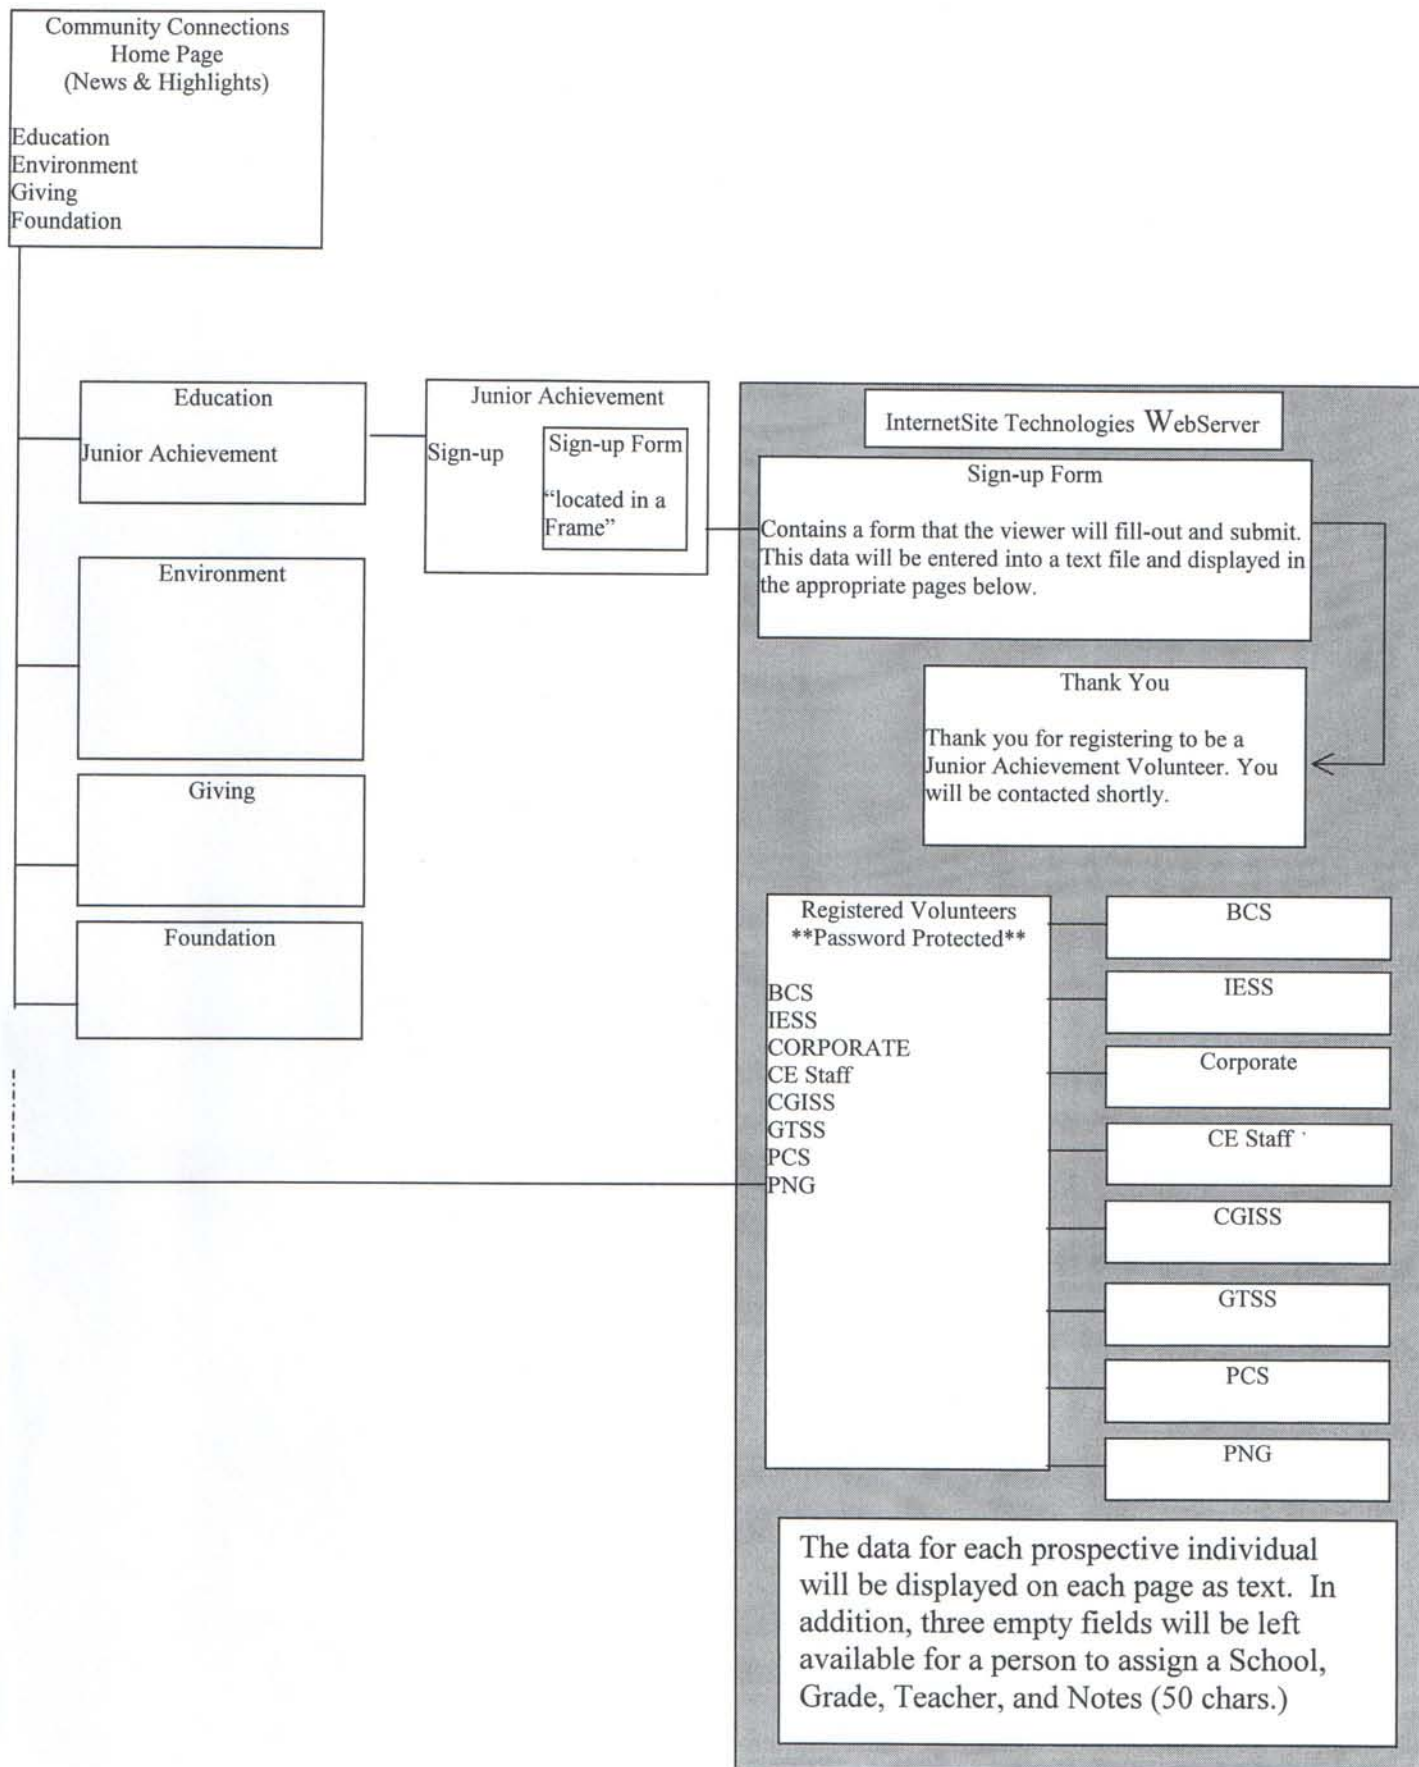 Community Connections
Home Page
(News & Highlights)
Education
Environment
Giving
Foundation
Education
Junior Achievement
Junior Achievement
Sign-up
Sign-up Form
“located in a
Frame”
Environment
Giving
Foundation
InternetSite Technologies WebServer
Sign-up Form
Contains a form that the viewer will fill-out and submit.
This data will be entered into a text file and displayed in
the appropriate pages below.
Thank You
Thank you for registering to be a
Junior Achievement Volunteer. You
will be contacted shortly.
Registered Volunteers
**Password Protected**
BCS
IESS
CORPORATE
CE Staff
CGISS
GTSS
PCS
PNG
BCS
IESS
Corporate
CE Staff
CGISS
GTSS
PCS
PNG
The data for each prospective individual
will be displayed on each page as text. In
addition, three empty fields will be left
available for a person to assign a School,
Grade, Teacher, and Notes (50 chars.)